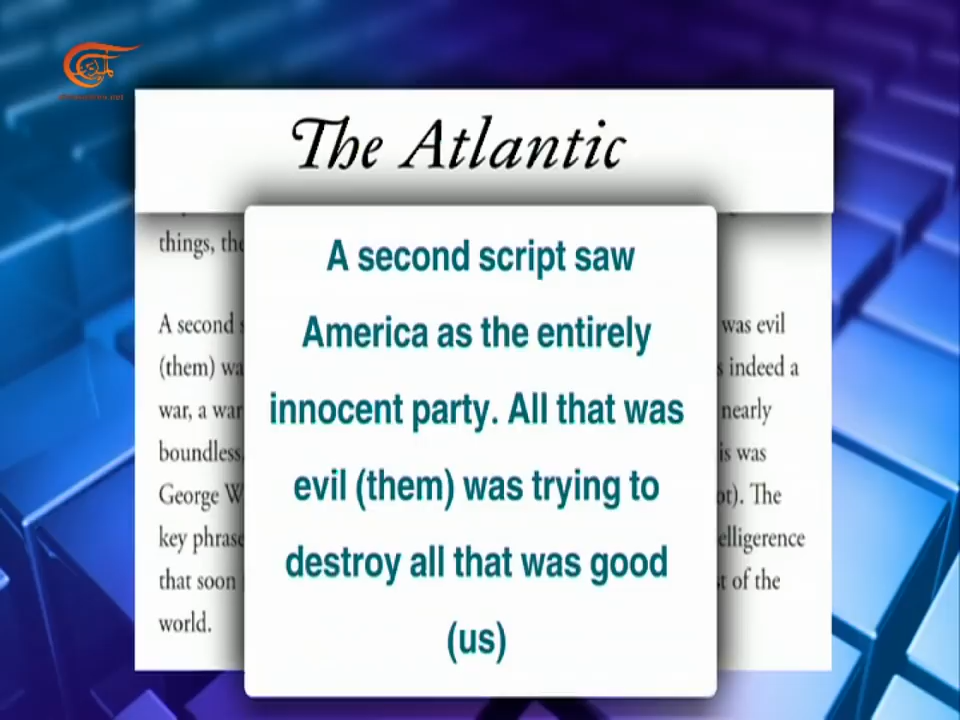 The Atlantic
things, the
A second script saw
America as the entirely
innocent party. All that was
evil (them) was trying to
destroy all that was good
(us)
A second
was evil
(them) wa
indeed a
war, a war
nearly
boundless,
is was
George W
ot). The
key phrase
elligerence
that soon
t of the
world.